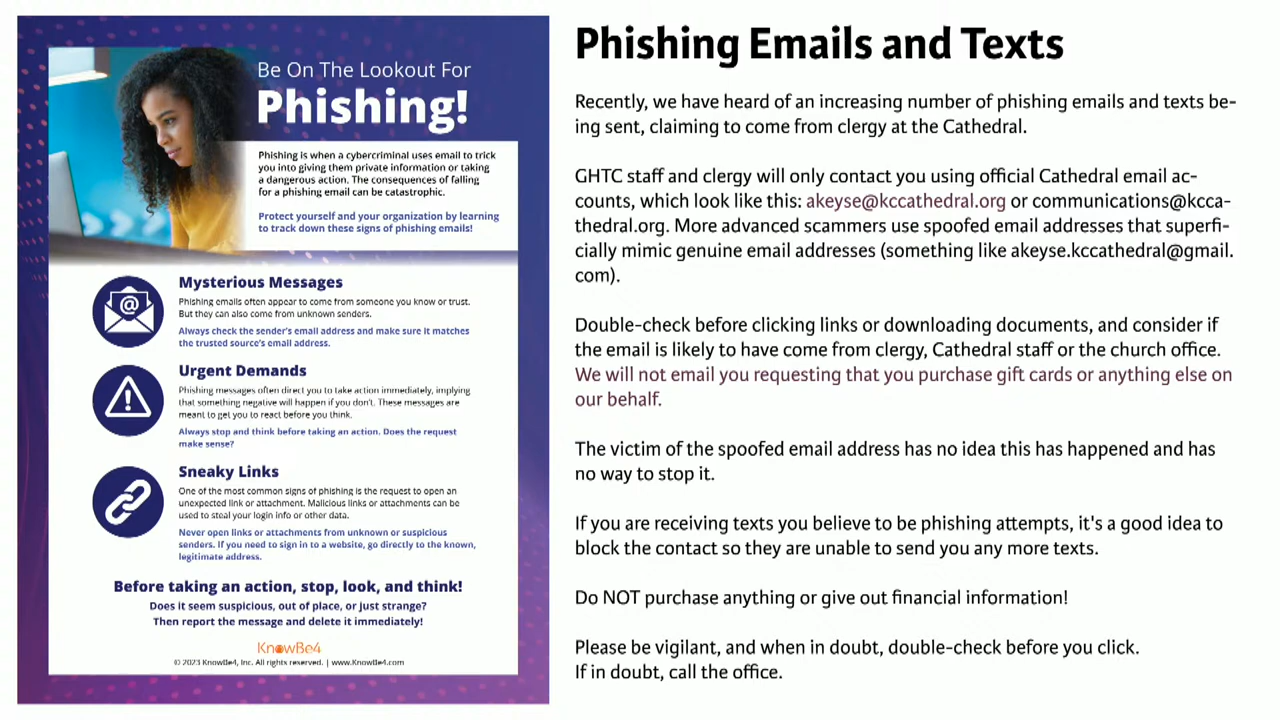 Be On The Lookout For
Phishing!
Phishing is when a cybercriminal uses email to trick
you into giving them private information or taking
a dangerous action. The consequences of falling
for a phishing email can be catastrophic.
Protect yourself and your organization by learning
to track down these signs of phishing emails!
Mysterious Messages
Phishing emails often appear to come from someone you know or trust.
But they can also come from unknown senders.
Always check the sender's email address and make sure it matches
the trusted source's email address.
Urgent Demands
Phishing messages often direct you to take action immediately, implying
that something negative will happen if you don't. These messages are
meant to get you to react before you think.
Always stop and think before taking an action. Does the request
make sense?
Sneaky Links
One of the most common signs of phishing is the request to open an
unexpected link or attachment. Malicious links or attachments can be
used to steal your login info or other data.
Never open links or attachments from unknown or suspicious
senders. If you need to sign in to a website, go directly to the known,
legitimate address.
Before taking an action, stop, look, and think!
Does it seem suspicious, out of place, or just strange?
Then report the message and delete it immediately!
KnowBe4
© 2023 KnowBe4, Inc. All rights reserved. | www.KnowBe4.com
Phishing Emails and Texts
Recently, we have heard of an increasing number of phishing emails and texts be-
ing sent, claiming to come from clergy at the Cathedral.
GHTC staff and clergy will only contact you using official Cathedral email ac-
counts, which look like this: akeyse@kccathedral.org or communications@kcca-
thedral.org. More advanced scammers use spoofed email addresses that superfi-
cially mimic genuine email addresses (something like akeyse.kccathedral@gmail.
com).
Double-check before clicking links or downloading documents, and consider if
the email is likely to have come from clergy, Cathedral staff or the church office.
We will not email you requesting that you purchase gift cards or anything else on
our behalf.
The victim of the spoofed email address has no idea this has happened and has
no way to stop it.
If you are receiving texts you believe to be phishing attempts, it's a good idea to
block the contact so they are unable to send you any more texts.
Do NOT purchase anything or give out financial information!
Please be vigilant, and when in doubt, double-check before you click.
If in doubt, call the office.